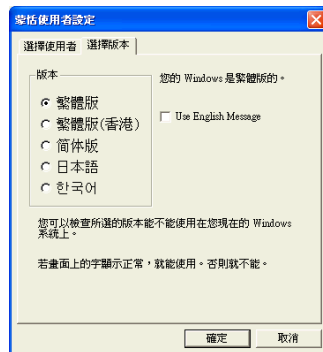 蒙恬使用者設定
選擇使用者 選擇版本
版本
您的 Windows 是繁體版的。
繁體版
繁體版(香港)
简体版
日本語
한국어
Use English Message
您可以檢查所選的版本能不能使用在您現在的 Windows
系統上。
若畫面上的字顯示正常，就能使用。否則就不能。
確定 取消